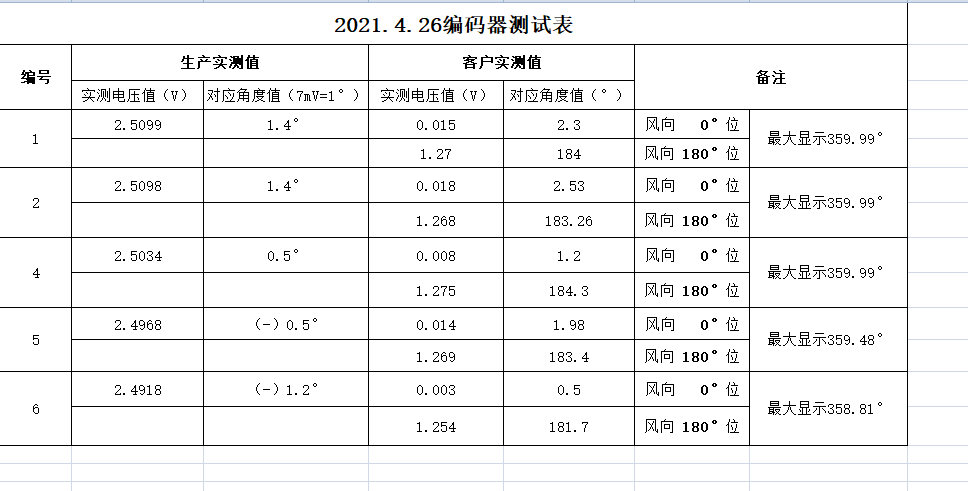 2021.4.26编码器测试表
编号 生产实测值 客户实测值 备注
实测电压值（V） 对应角度值（7mV=1°） 实测电压值（V） 对应角度值（°）
1 2.5099 1.4° 0.015 2.3 风向 0°位 最大显示359.99°
1.27 184 风向 180°位
2 2.5098 1.4° 0.018 2.53 风向 0°位 最大显示359.99°
1.268 183.26 风向 180°位
4 2.5034 0.5° 0.008 1.2 风向 0°位 最大显示359.99°
1.275 184.3 风向 180°位
5 2.4968 （-）0.5° 0.014 1.98 风向 0°位 最大显示359.48°
1.269 183.4 风向 180°位
6 2.4918 （-）1.2° 0.003 0.5 风向 0°位 最大显示358.81°
1.254 181.7 风向 180°位